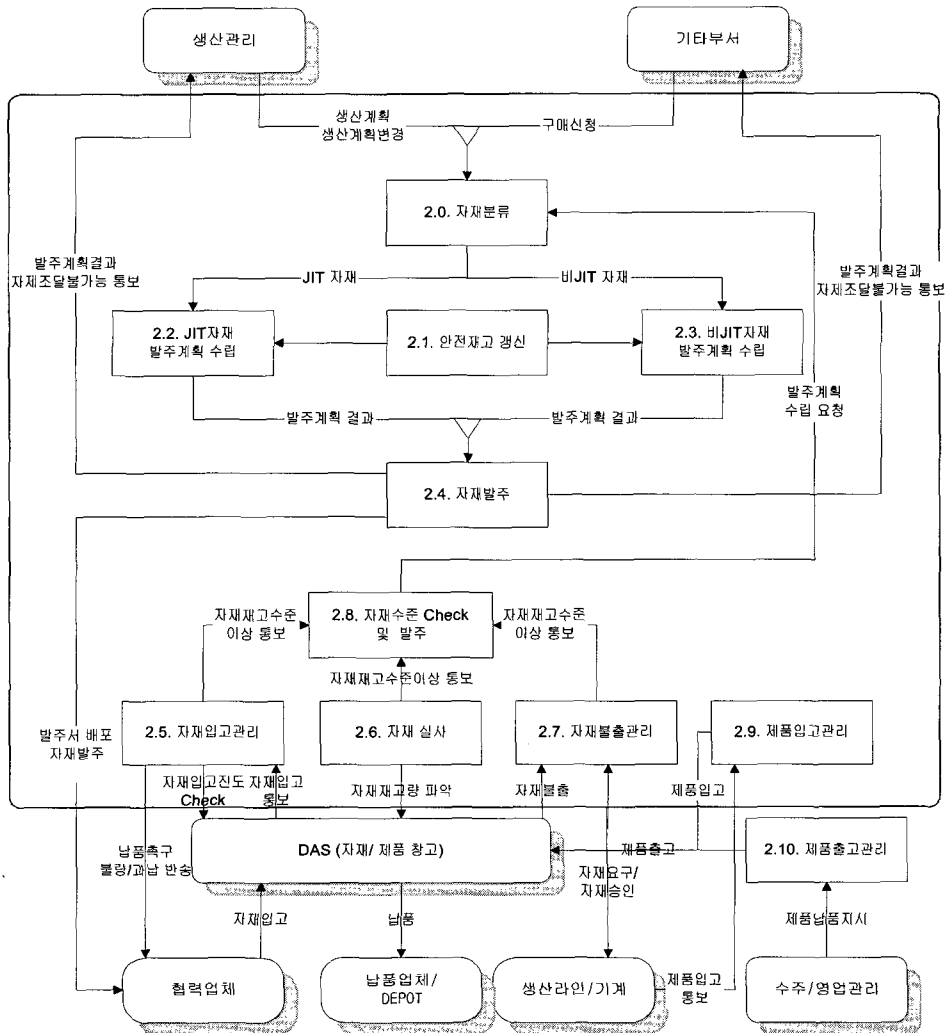 생산관리
기타부서
생산계획
생산계획변경
구매신청
2.0. 자재분류
발주계획결과
자제조달불가능 통보
JIT 자재
비JIT 자재
발주계획결과
자제조달불가능 통보
2.2. JIT자재
발주계획 수립
2.1. 안전재고 갱신
2.3. 비JIT자재
발주계획 수립
발주계획
수립 요청
발주계획 결과
발주계획 결과
2.4. 자재발주
자재재고수준
이상 통보
2.8. 자재수준 Check
및 발주
자재재고수준
이상 통보
자재재고수준이상 통보
발주서 배포
자재발주
2.5. 자재입고관리
2.6. 자재 실사
2.7. 자재불출관리
2.9. 제품입고관리
자재입고진도
Check
자재입고
통보
자재재고량 파악
자재불출
제품입고
납품촉구
불량/과납 반송
DAS (자재/ 제품 창고)
제품출고
2.10. 제품출고관리
자재요구/
자재승인
자재입고
납품
제품납품지시
협력업체
납품업체/
DEPOT
생산라인/기계
제품입고
통보
수주/영업관리